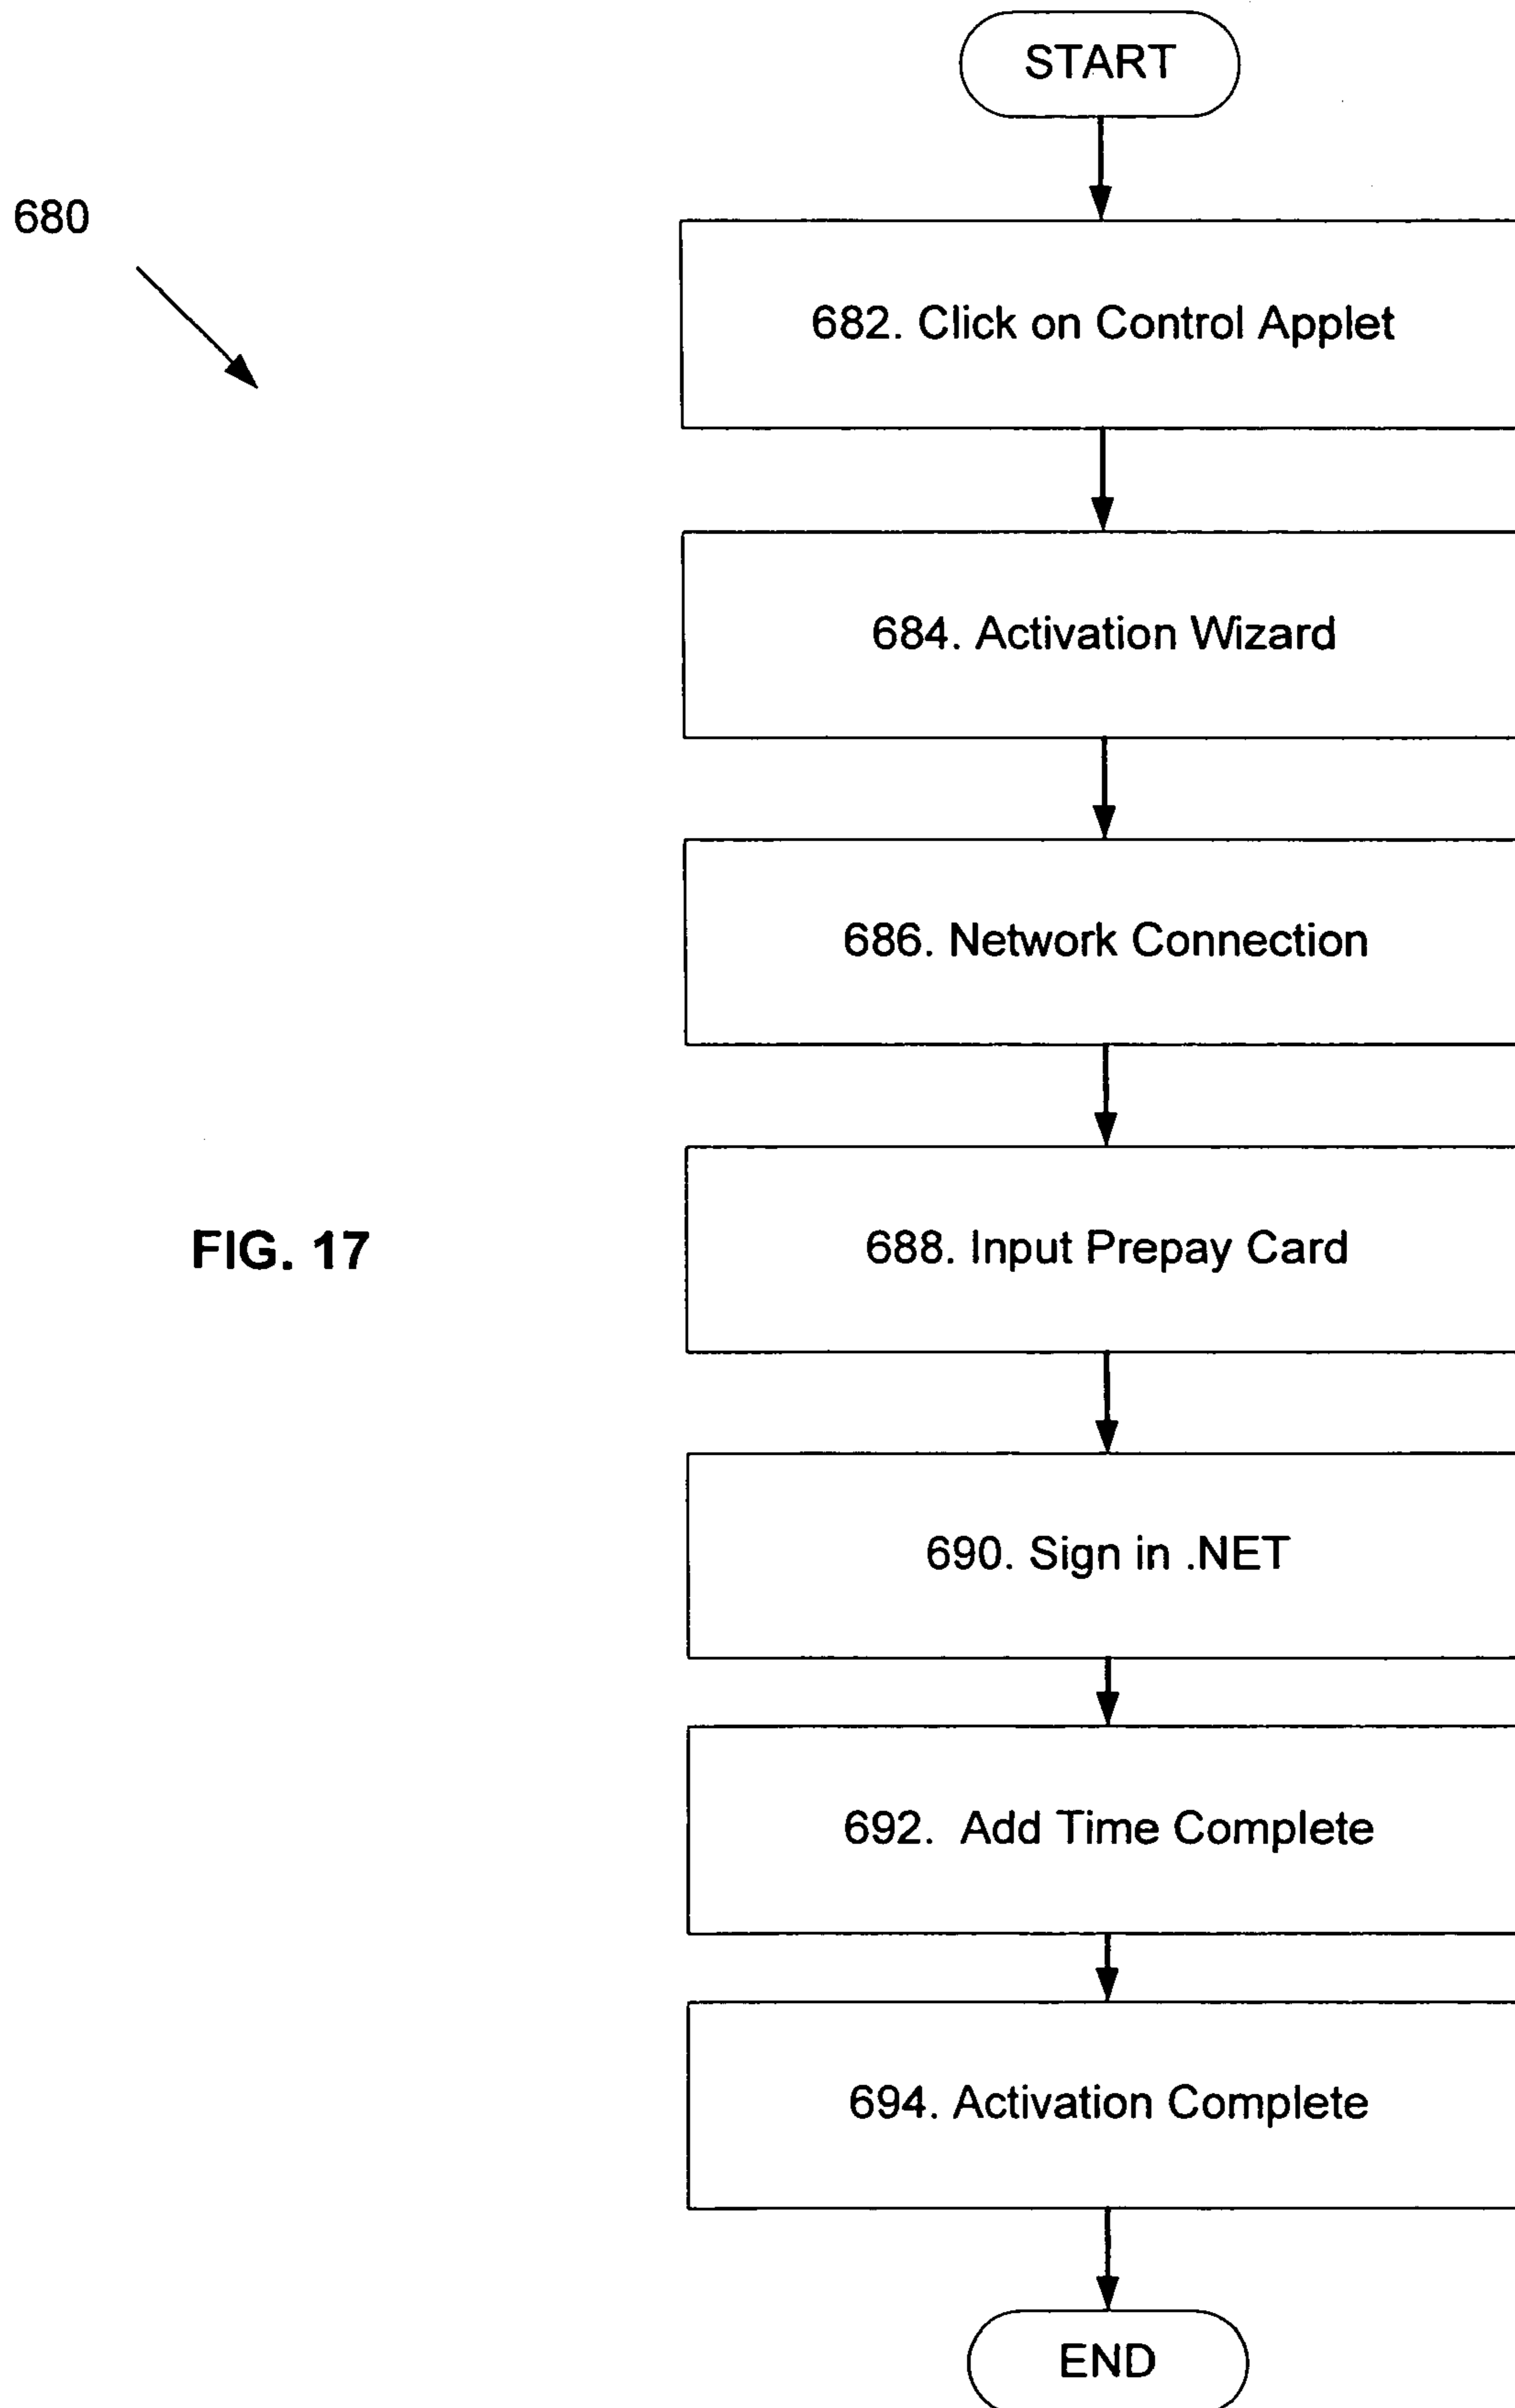 START
680
682. Click on Control Applet
684. Activation Wizard
686. Network Connection
688. Input Prepay Card
FIG. 17
690. Sign in .NET
692. Add Time Complete
694. Activation Complete
END